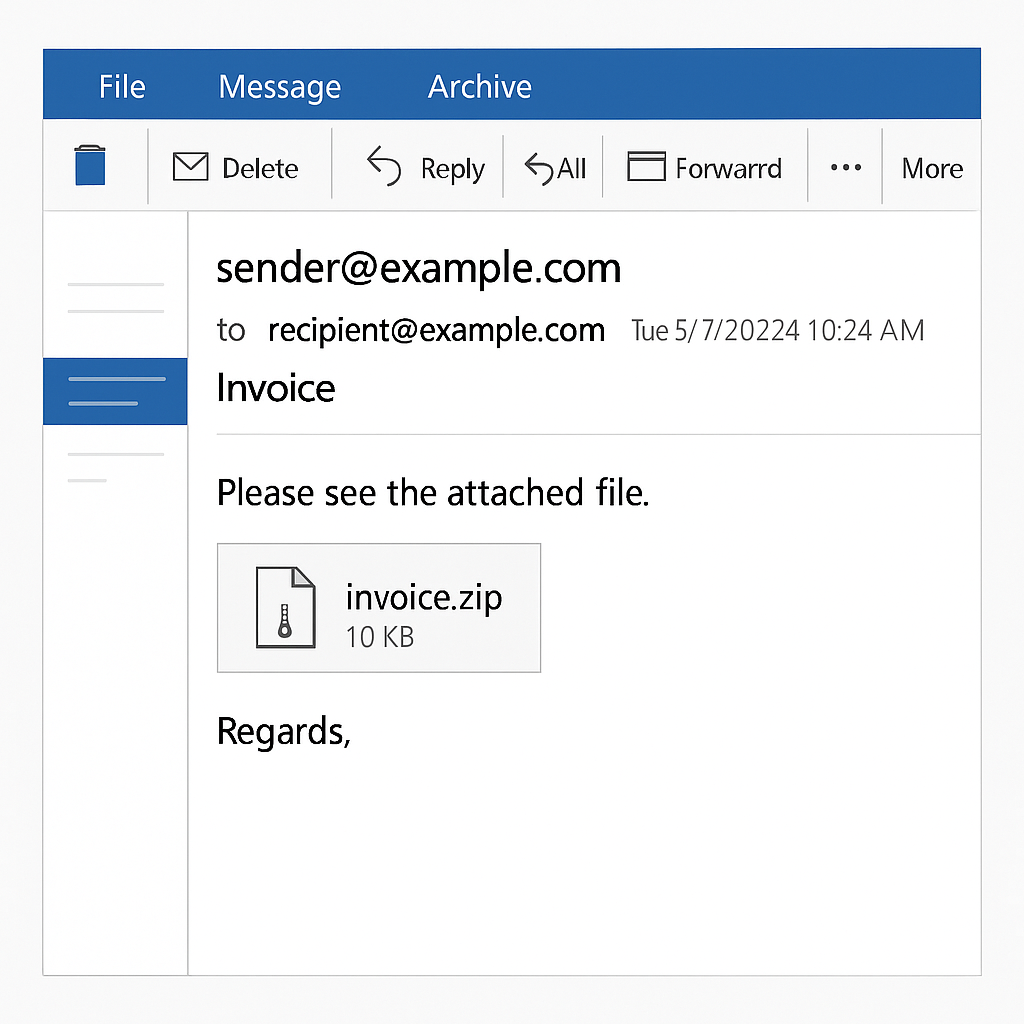 File Message Archive
Delete Reply All Forwarrd ••• More
sender@example.com
to recipient@example.com Tue 5/7/20224 10:24 AM
Invoice
Please see the attached file.
invoice.zip
10 KB
Regards,